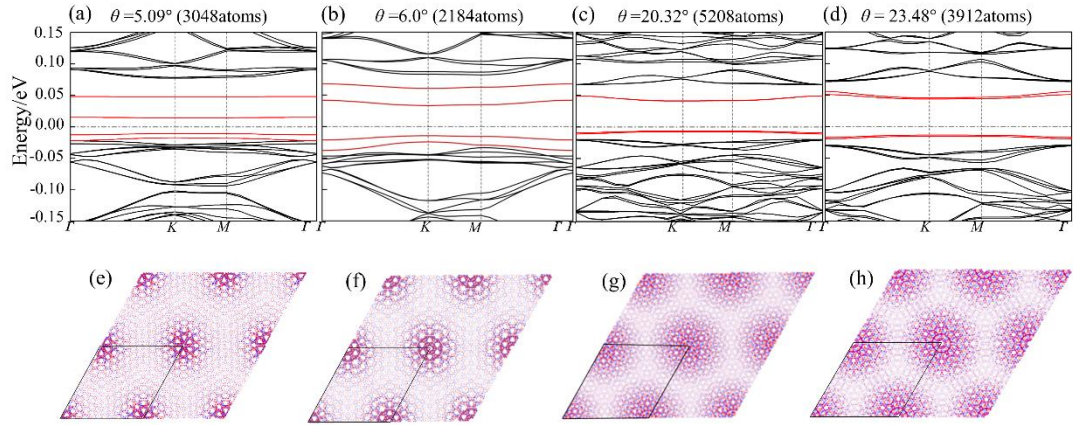 (a) θ =5.09° (3048atoms) (b) θ =6.0° (2184atoms) (c) θ =20.32° (5208atoms) (d) θ = 23.48° (3912atoms)
0.15
0.10
0.05
0.00
-0.05
-0.10
-0.15
Energy/eV
Γ K M Γ Γ K M Γ Γ K M Γ Γ K M Γ
(e) (f) (g) (h)